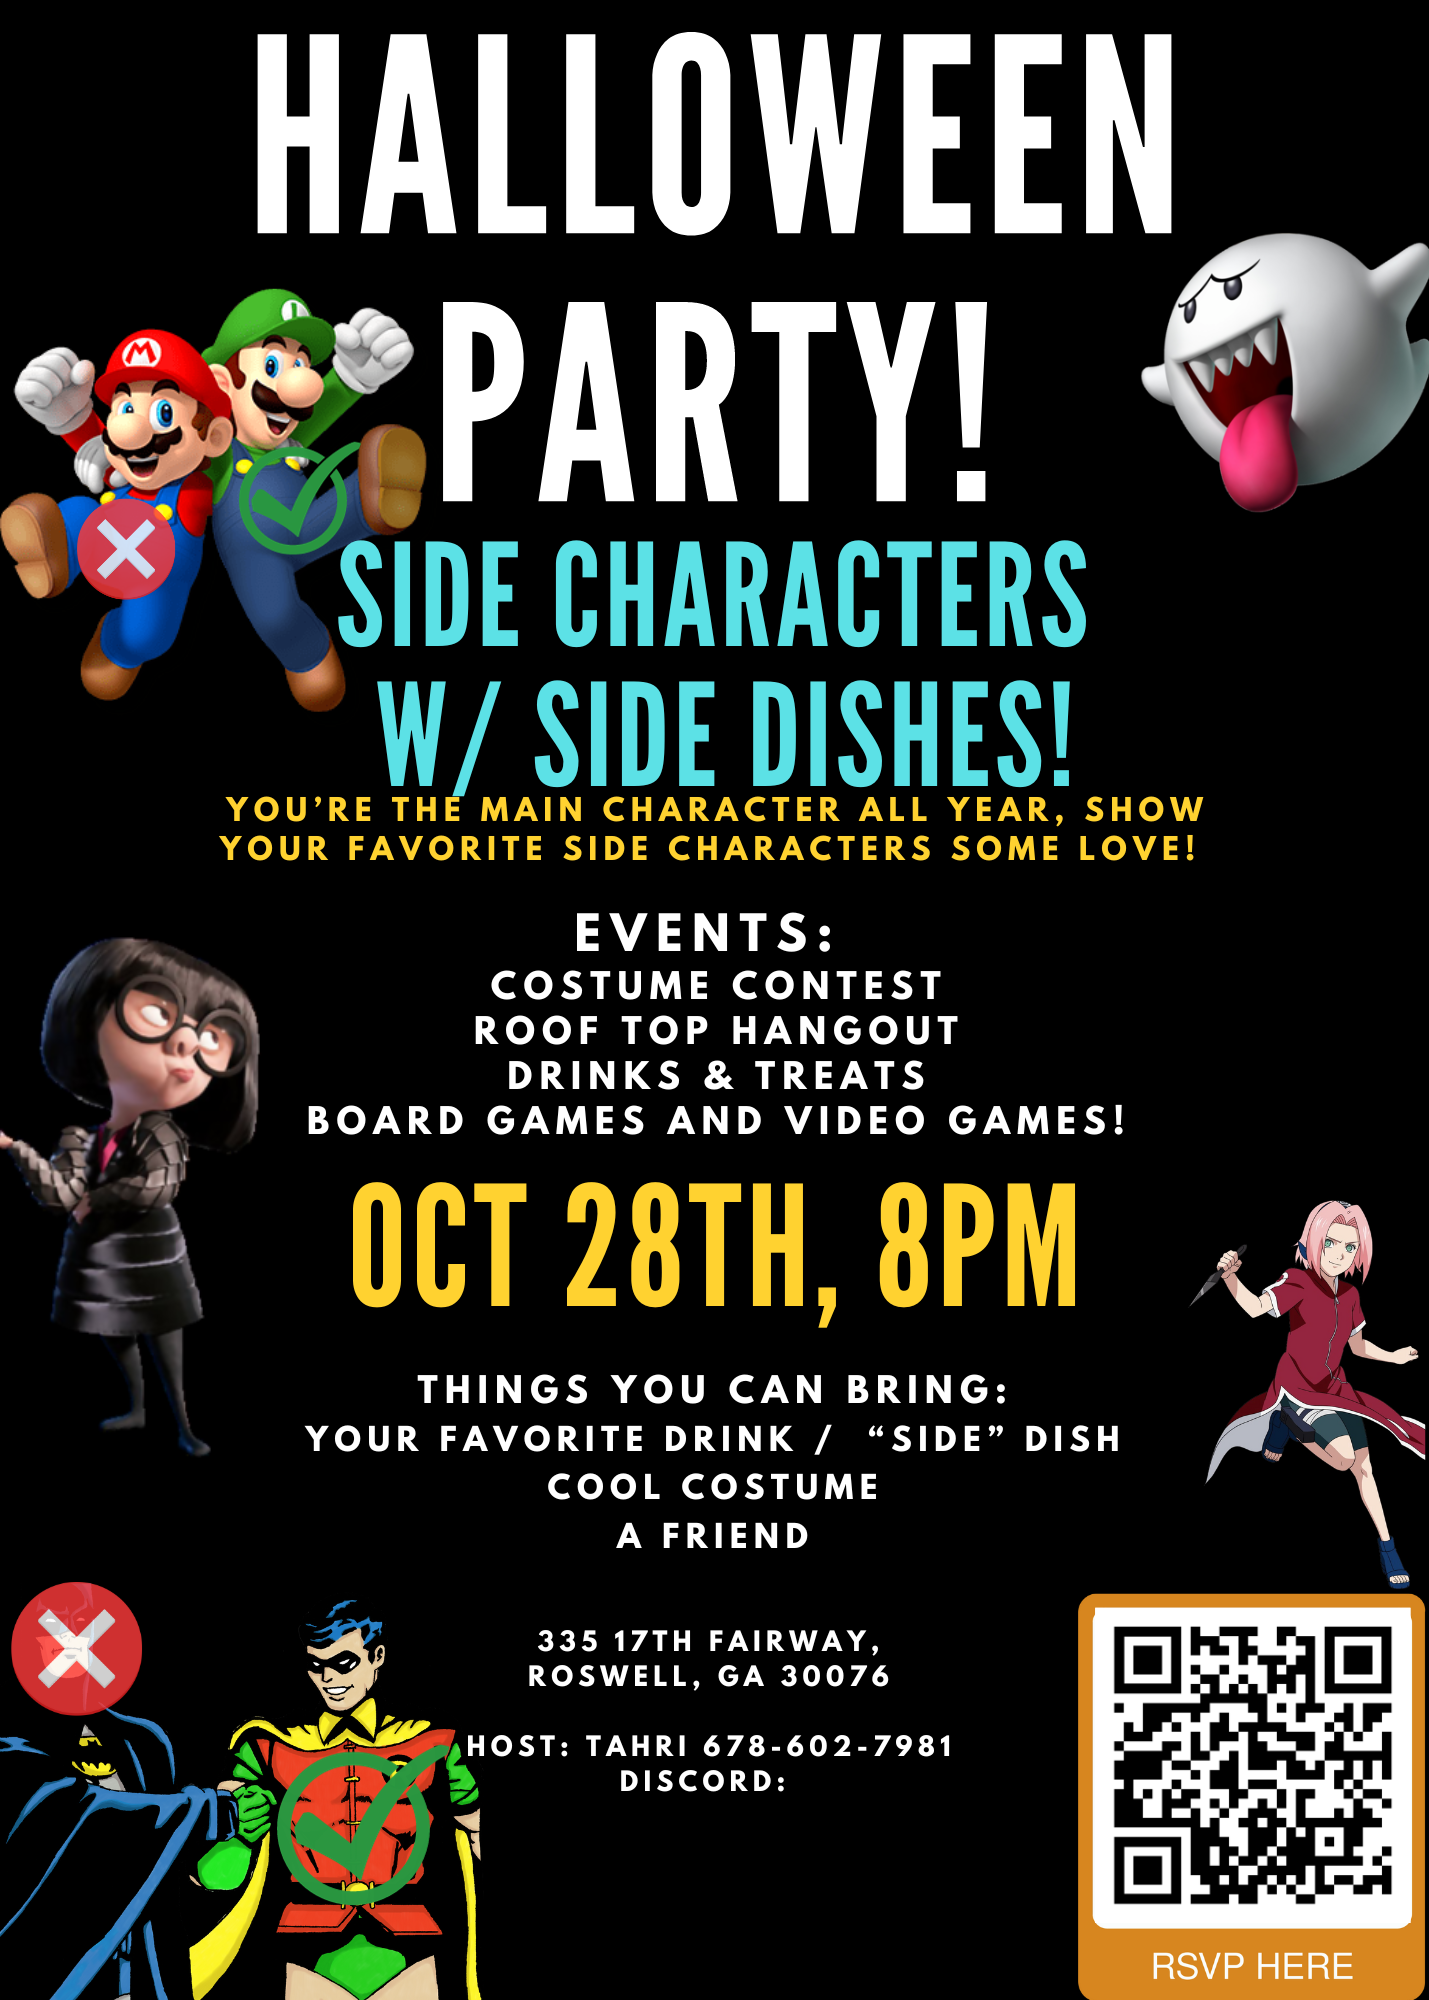 HALLOWEEN
PARTY!
SIDE CHARACTERS
W/ SIDE DISHES!
YOU’RE THE MAIN CHARACTER ALL YEAR, SHOW
YOUR FAVORITE SIDE CHARACTERS SOME LOVE!
EVENTS:
COSTUME CONTEST
ROOF TOP HANGOUT
DRINKS & TREATS
BOARD GAMES AND VIDEO GAMES!
OCT 28TH, 8PM
THINGS YOU CAN BRING:
YOUR FAVORITE DRINK / “SIDE” DISH
COOL COSTUME
A FRIEND
335 17TH FAIRWAY,
ROSWELL, GA 30076
HOST: TAHRI 678-602-7981
DISCORD:
RSVP HERE
M
L